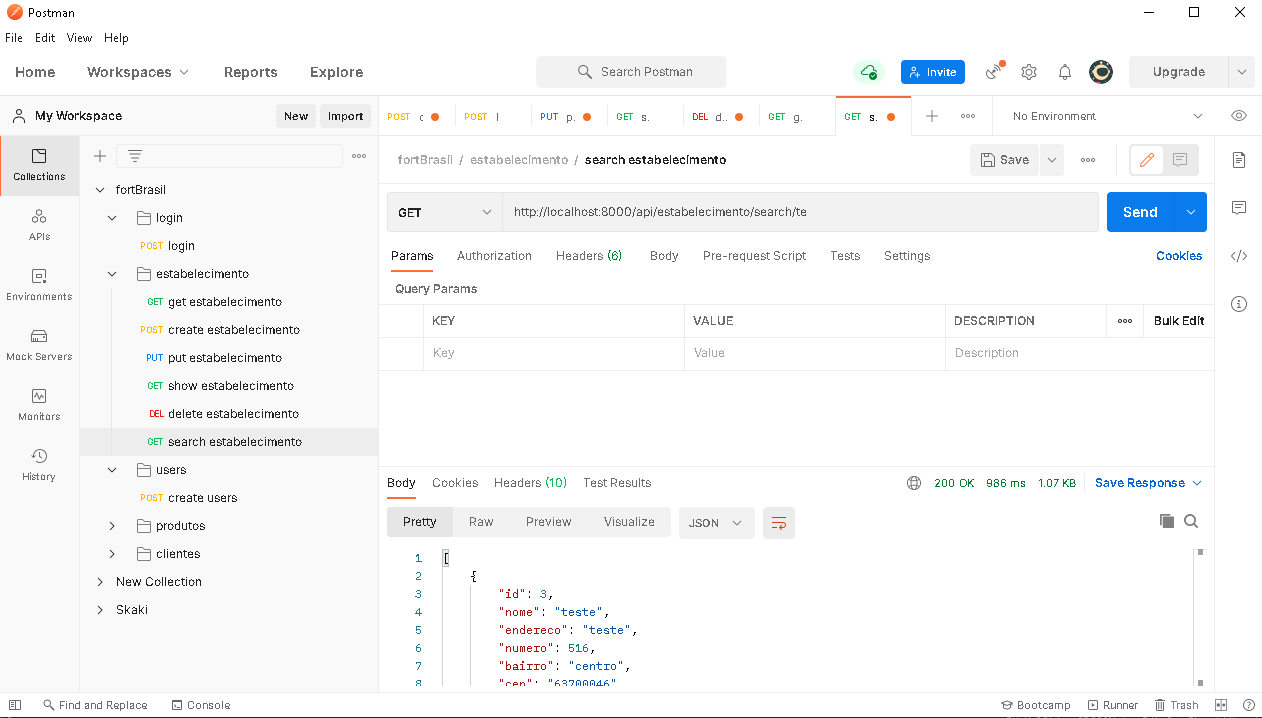 Postman
File Edit View Help
Home Workspaces Reports Explore Search Postman Invite Upgrade
My Workspace New Import
POST c POST l PUT p. GET s. DEL d.. GET g. GET s. No Environment
Collections
APIs
Environments
Mock Servers
Monitors
History
fortBrasil
login
POST login
estabelecimento
GET get estabelecimento
POST create estabelecimento
PUT put estabelecimento
GET show estabelecimento
DEL delete estabelecimento
GET search estabelecimento
users
POST create users
produtos
clientes
New Collection
Skaki
fortBrasil / estabelecimento / search estabelecimento Save
GET http://localhost:8000/api/estabelecimento/search/te Send
Params Authorization Headers (6) Body Pre-request Script Tests Settings Cookies
Query Params
KEY VALUE DESCRIPTION Bulk Edit
Key Value Description
Body Cookies Headers (10) Test Results 200 OK 986 ms 1.07 KB Save Response
Pretty Raw Preview Visualize JSON
1 [
2 {
3 "id": 3,
4 "nome": "teste",
5 "endereco": "teste",
6 "numero": 516,
7 "bairro": "centro",
8 "cep": "63700046"
Find and Replace Console Bootcamp Runner Trash